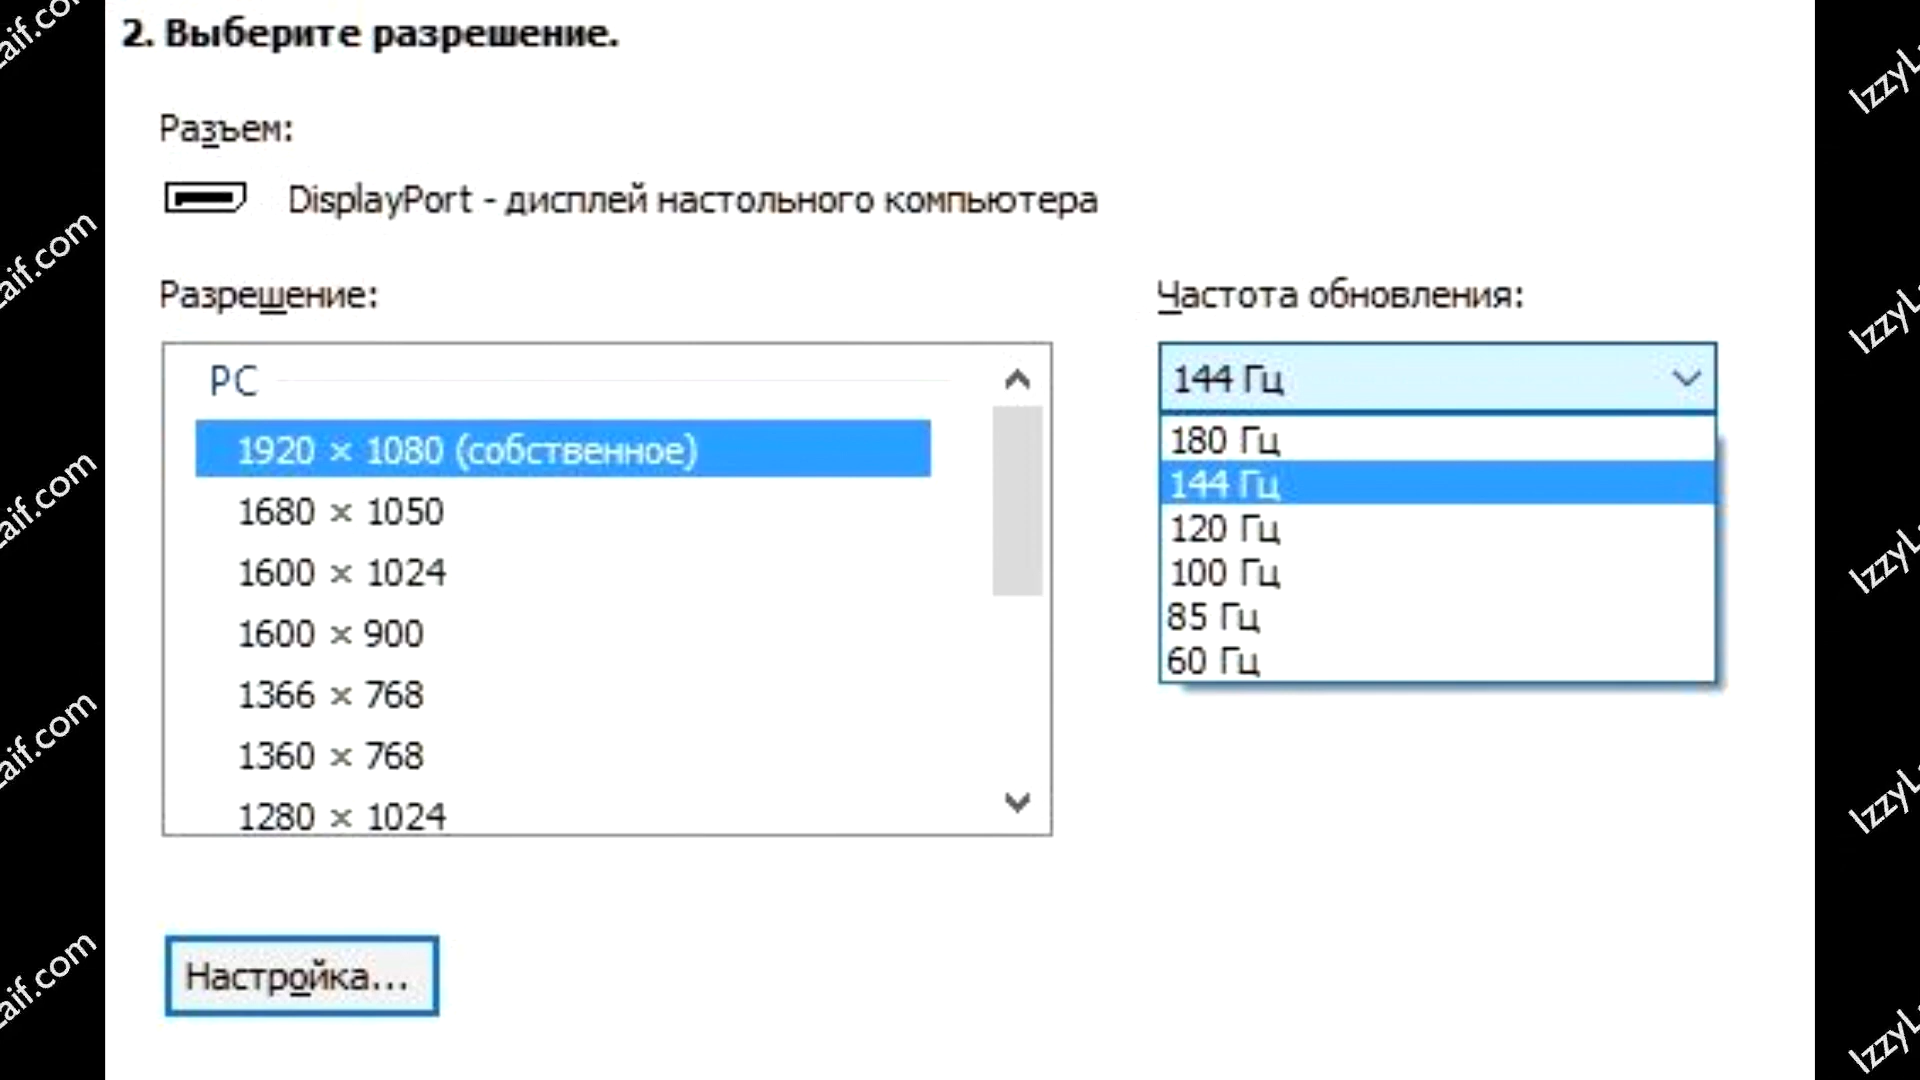 2. Выберите разрешение.
Разъем:
DisplayPort - дисплей настольного компьютера
Разрешение:
PC
1920 × 1080 (собственное)
1680 × 1050
1600 × 1024
1600 × 900
1366 × 768
1360 × 768
1280 × 1024
Частота обновления:
144 Гц
180 Гц
144 Гц
120 Гц
100 Гц
85 Гц
60 Гц
Настройка...